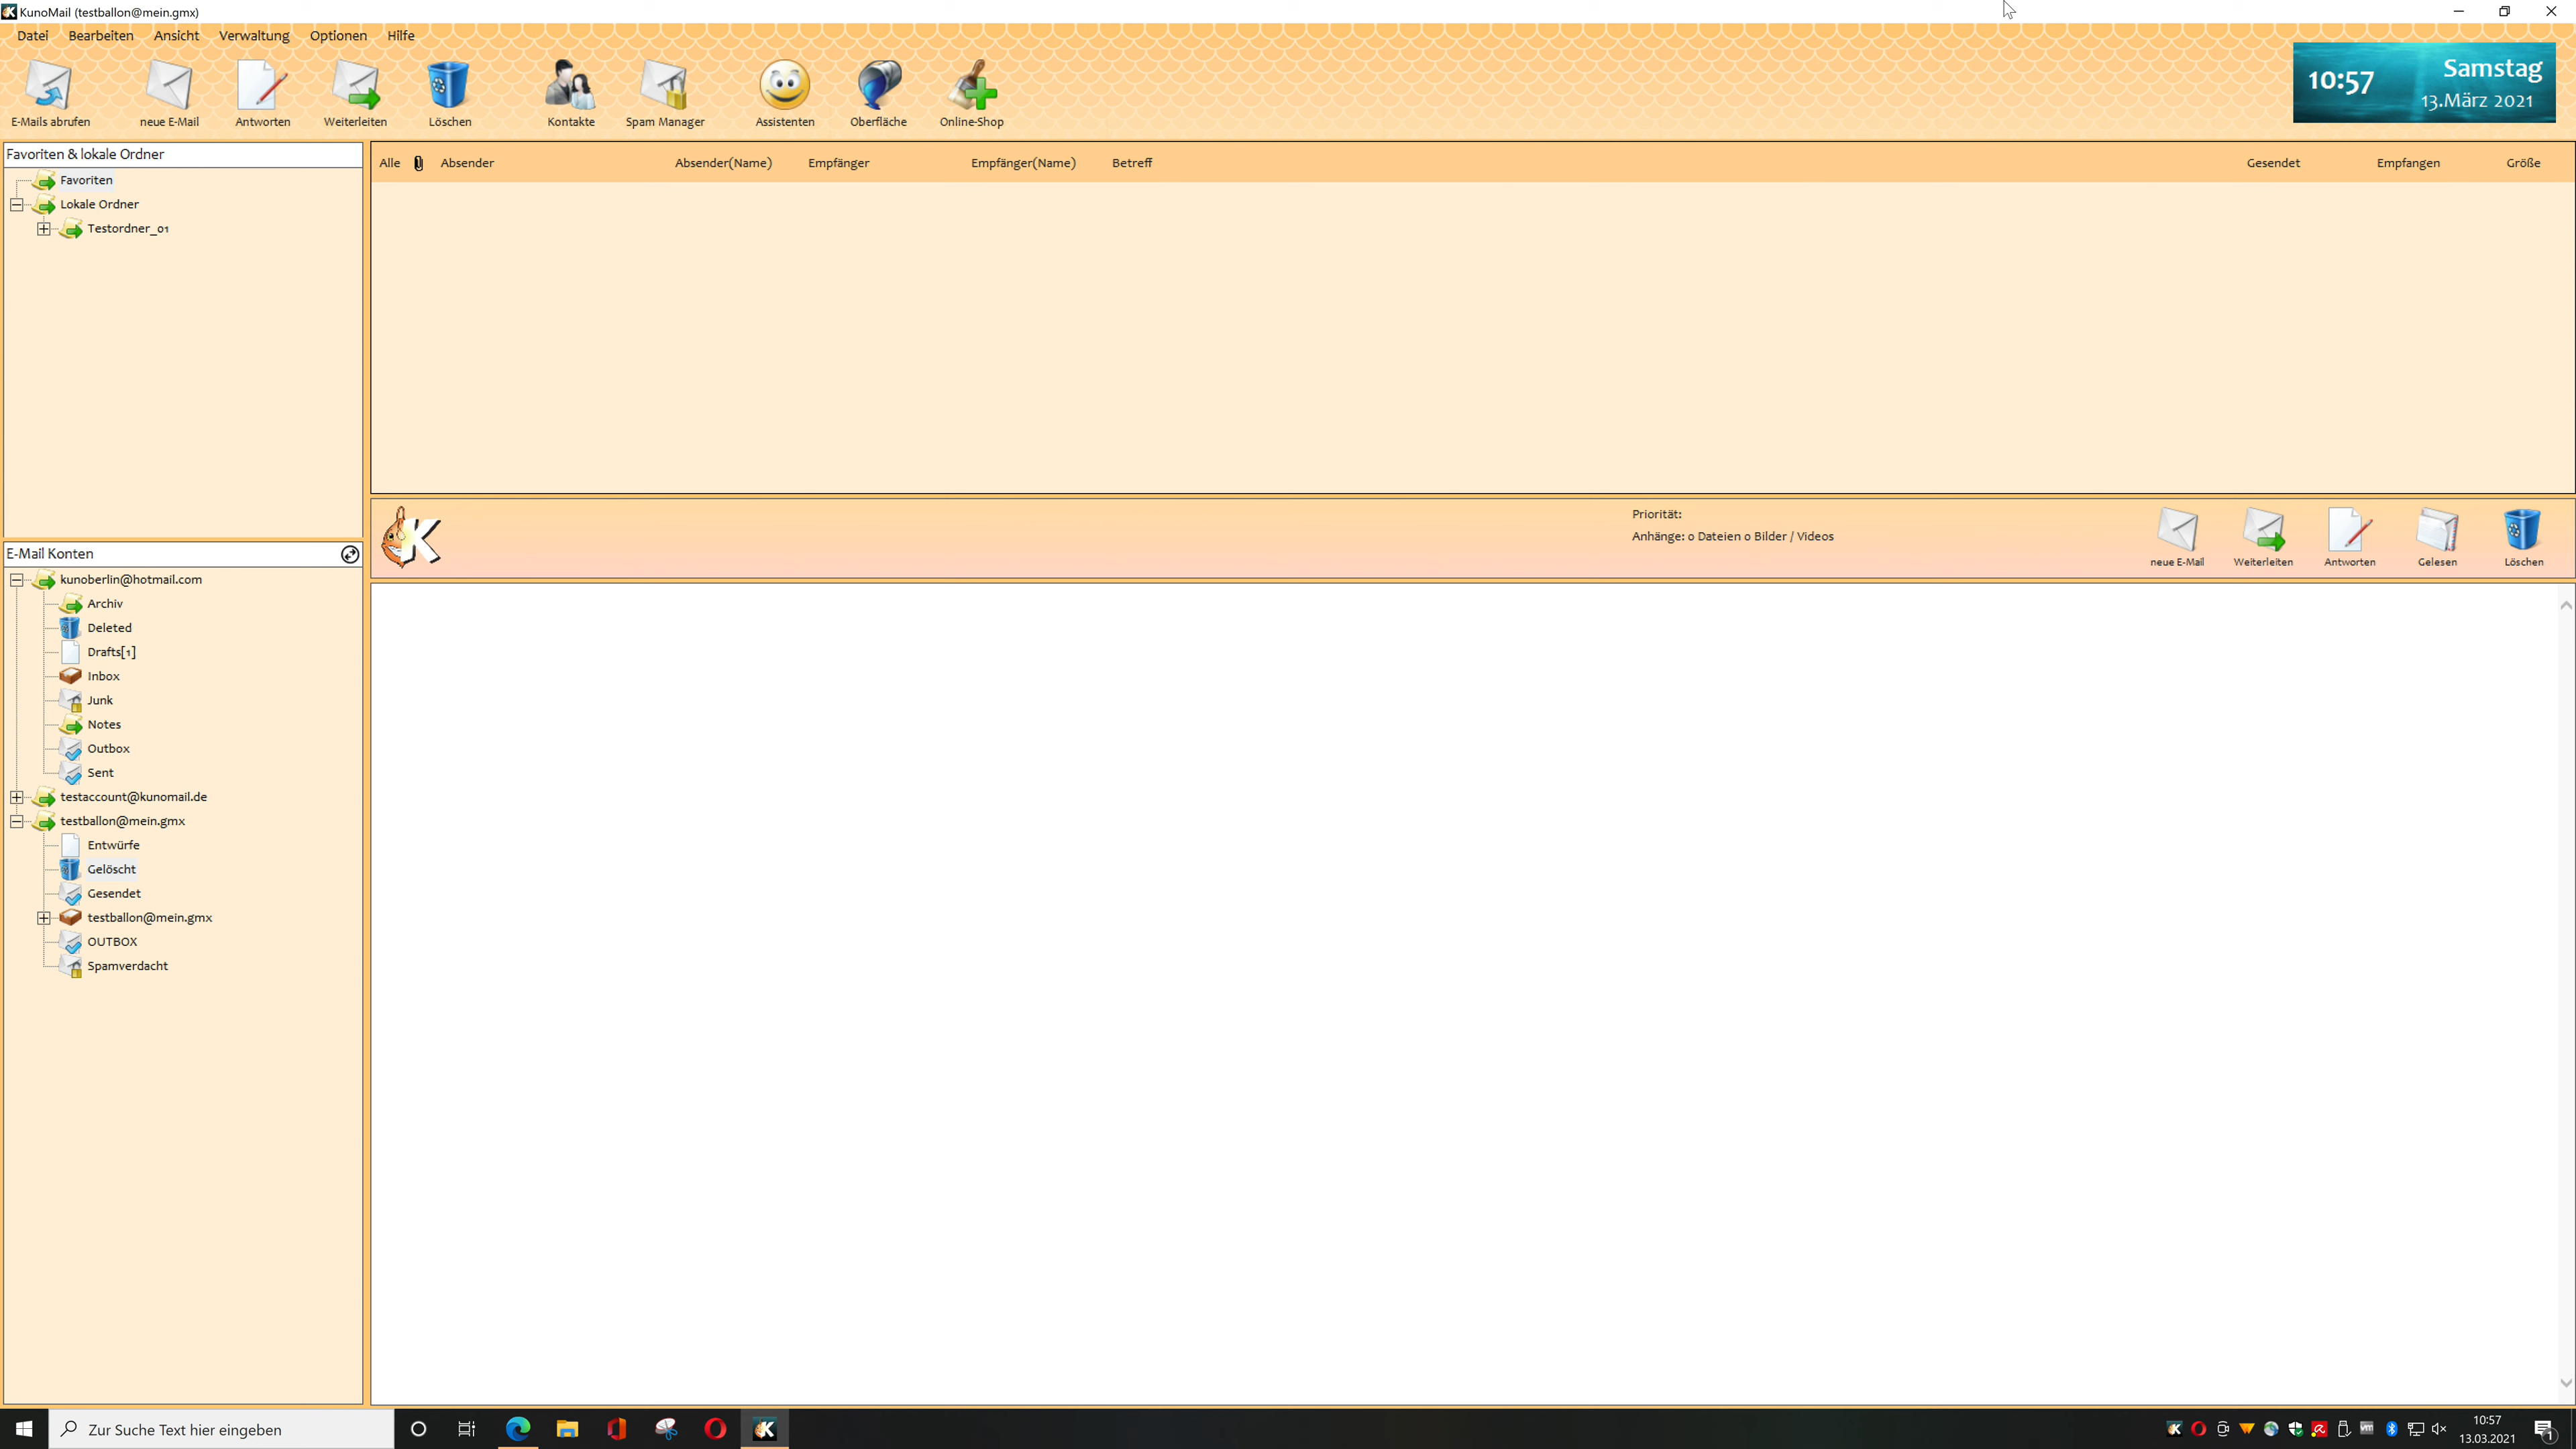 KunoMail (testballon@mein.gmx)
Datei Bearbeiten Ansicht Verwaltung Optionen Hilfe
E-Mails abrufen neue E-Mail Antworten Weiterleiten Löschen Kontakte Spam Manager Assistenten Oberfläche Online-Shop
10:57 Samstag
13.März 2021
Favoriten & lokale Ordner
Favoriten
Lokale Ordner
Testordner_01
Alle Absender Absender(Name) Empfänger Empfänger(Name) Betreff Gesendet Empfangen Größe
K
Priorität:
Anhänge: 0 Dateien 0 Bilder / Videos
neue E-Mail Weiterleiten Antworten Gelesen Löschen
E-Mail Konten
kunoberlin@hotmail.com
Archiv
Deleted
Drafts[1]
Inbox
Junk
Notes
Outbox
Sent
testaccount@kunomail.de
testballon@mein.gmx
Entwürfe
Gelöscht
Gesendet
testballon@mein.gmx
OUTBOX
Spamverdacht
Zur Suche Text hier eingeben
10:57
13.03.2021
1